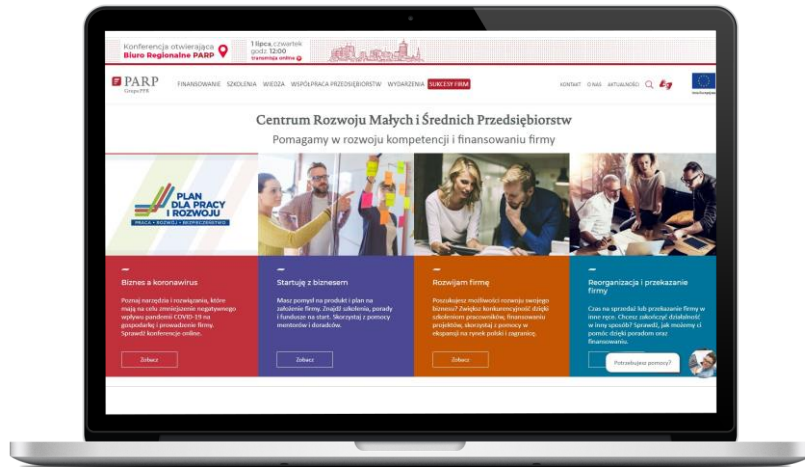 Konferencja otwierająca
Biuro Regionalne PARP
1 lipca, czwartek
godz. 12:00
transmisja online
PARP
Grupa PFR
FINANSOWANIE SZKOLENIA WIEDZA WSPÓŁPRACA PRZEDSIĘBIORSTW WYDARZENIA SUKCESY FIRM
KONTAKT O NAS AKTUALNOŚCI
Centrum Rozwoju Małych i Średnich Przedsiębiorstw
Pomagamy w rozwoju kompetencji i finansowaniu firmy
PLAN
DLA PRACY
I ROZWOJU
PRACA • ROZWÓJ • BEZPIECZEŃSTWO
Biznes a koronawirus
Poznaj narzędzia i rozwiązania, które
mają na celu zmniejszenie negatywnego
wpływu pandemii COVID-19 na
gospodarkę i prowadzenie firmy.
Sprawdź konferencje online.
Zobacz
Startuję z biznesem
Masz pomysł na produkt i plan na
założenie firmy. Znajdź szkolenia, porady
i fundusze na start. Skorzystaj z pomocy
mentorów i doradców.
Zobacz
Rozwijam firmę
Poszukujesz możliwości rozwoju swojego
biznesu? Zwiększ konkurencyjność dzięki
szkoleniom pracowników, finansowaniu
projektów, skorzystaj z pomocy w
ekspansji na rynek polski i zagranicę.
Zobacz
Reorganizacja i przekazanie
firmy
Czas na sprzedaż lub przekazanie firmy w
inne ręce. Chcesz zakończyć działalność
w inny sposób? Sprawdź, jak możemy ci
pomóc dzięki poradom oraz
finansowaniu.
Potrzebujesz pomocy?